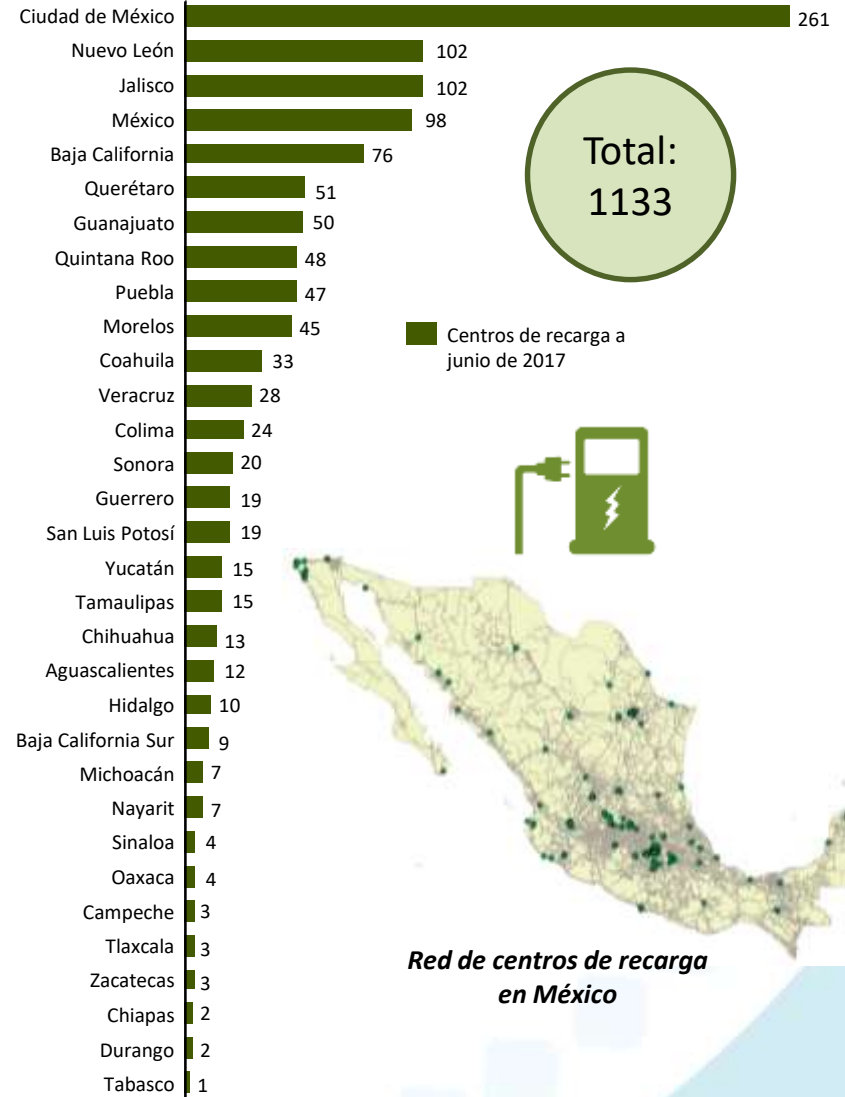 Ciudad de México 261
Nuevo León 102
Jalisco 102
México 98
Baja California 76
Querétaro 51
Guanajuato 50
Quintana Roo 48
Puebla 47
Morelos 45
Coahuila 33
Veracruz 28
Colima 24
Sonora 20
Guerrero 19
San Luis Potosí 19
Yucatán 15
Tamaulipas 15
Chihuahua 13
Aguascalientes 12
Hidalgo 10
Baja California Sur 9
Michoacán 7
Nayarit 7
Sinaloa 4
Oaxaca 4
Campeche 3
Tlaxcala 3
Zacatecas 3
Chiapas 2
Durango 2
Tabasco 1
Total:
1133
Centros de recarga a
junio de 2017
Red de centros de recarga
en México